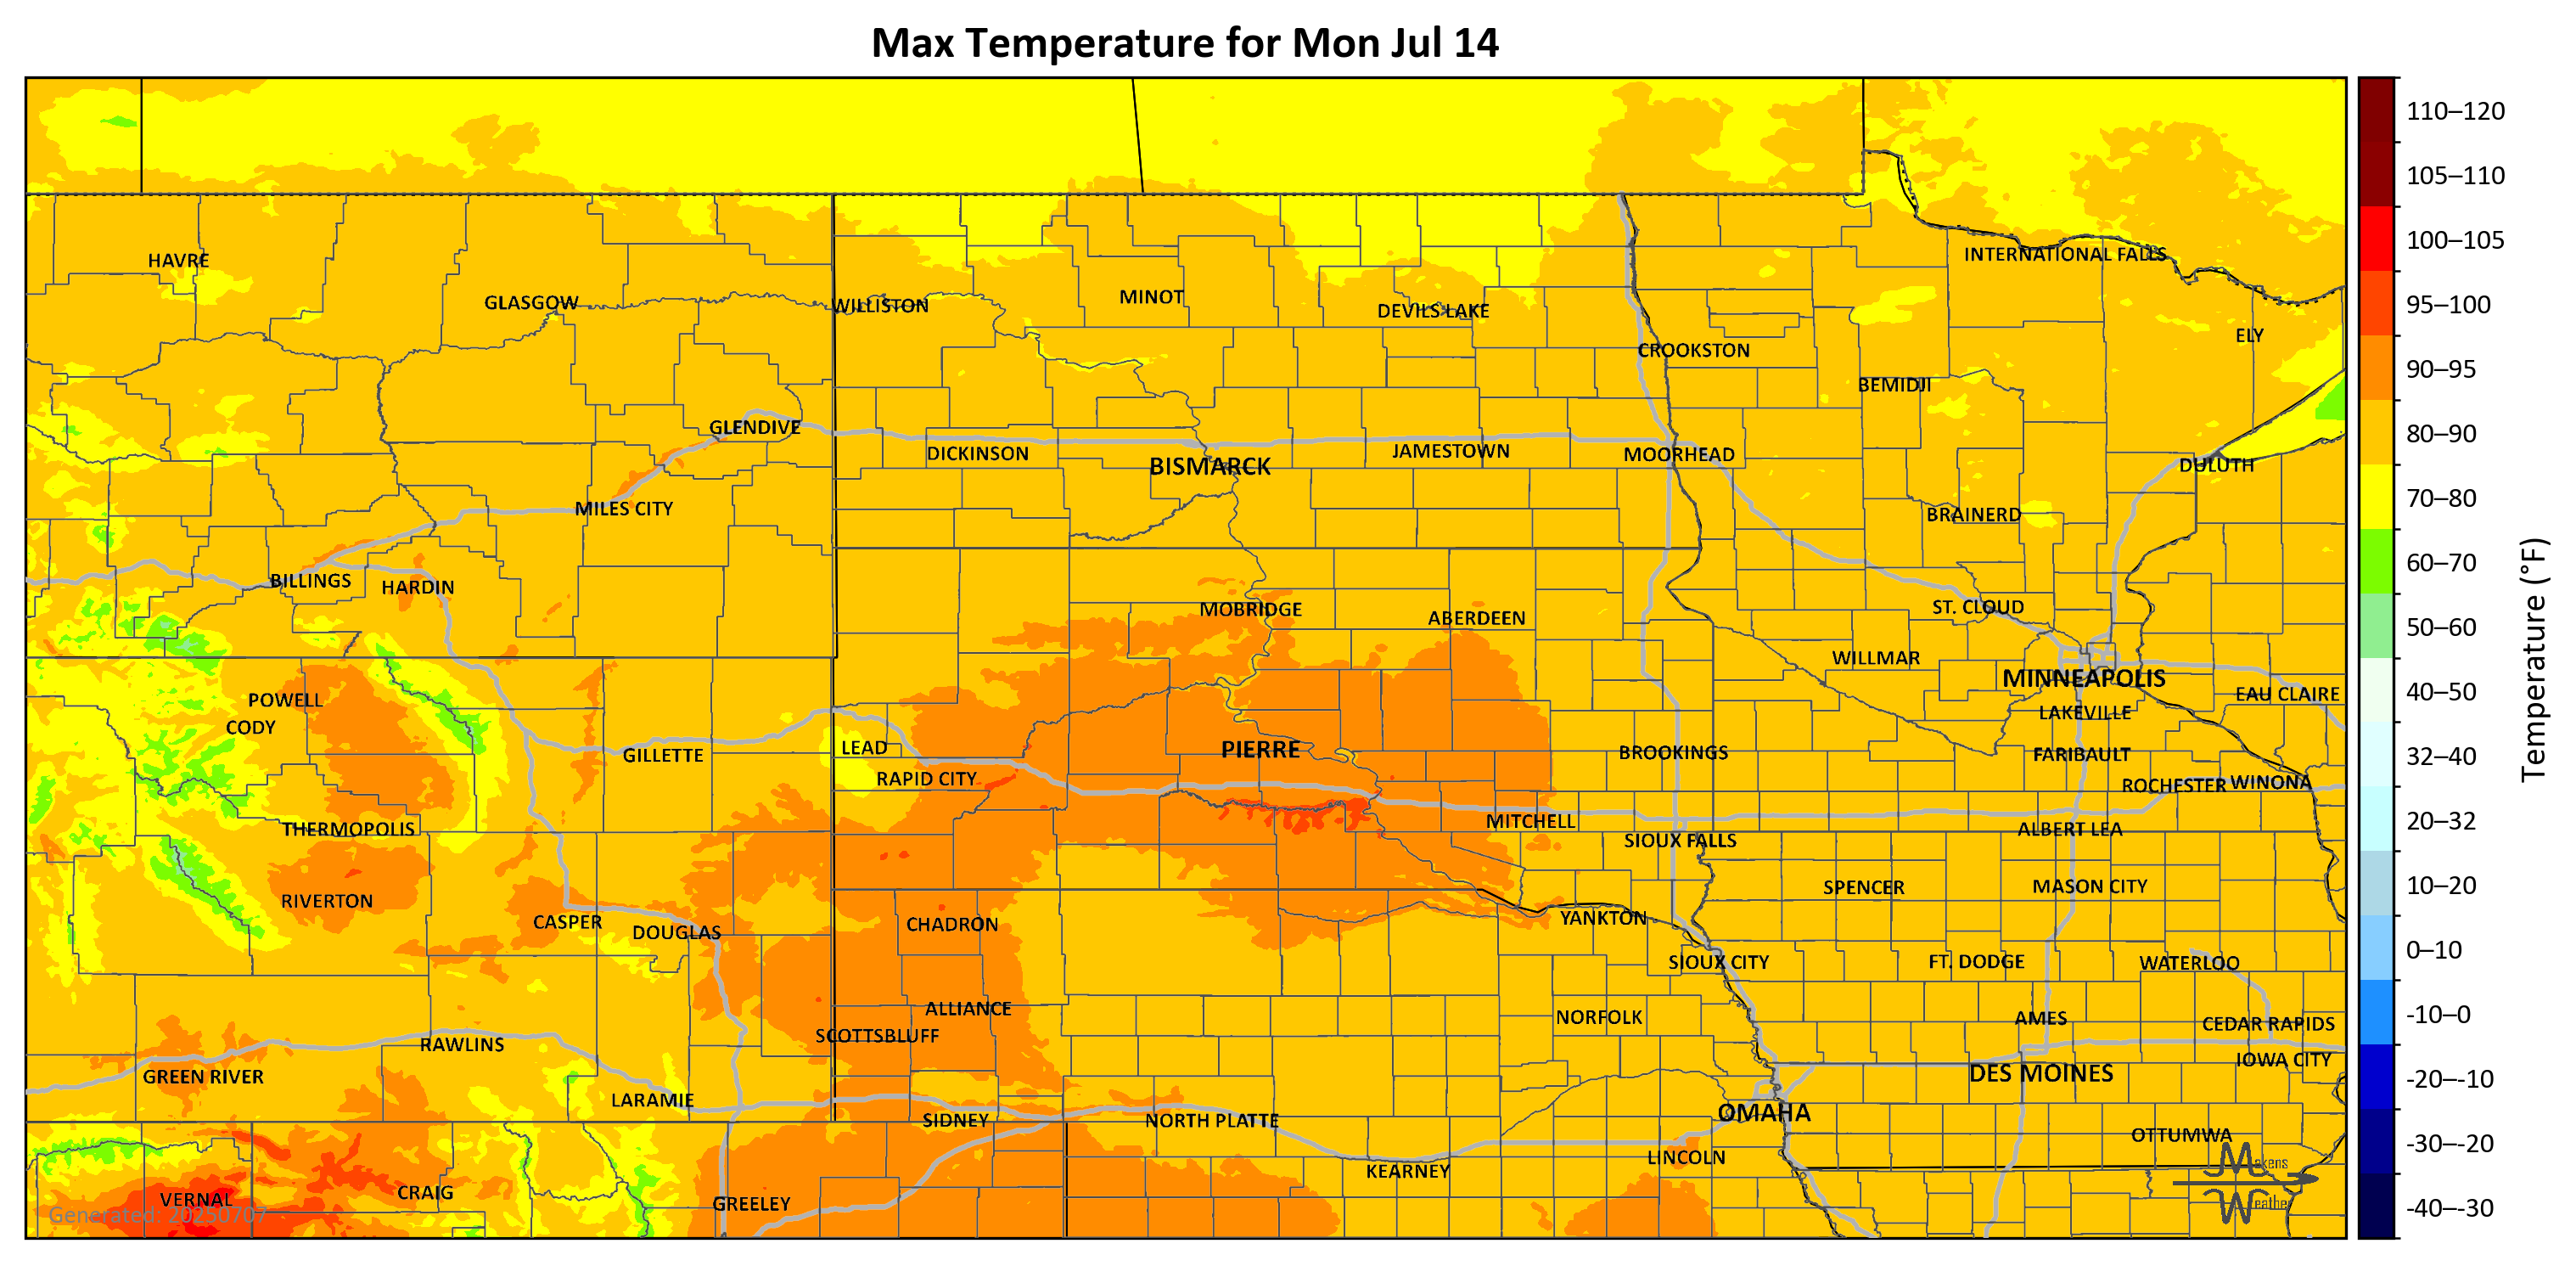 Max Temperature for Mon Jul 14
110–120
105–110
100–105
95–100
90–95
80–90
70–80
60–70
50–60
40–50
32–40
20–32
10–20
0–10
-10–0
-20–-10
-30–-20
-40–-30
Temperature (°F)
HAVRE
INTERNATIONAL FALLS
GLASGOW
WILLISTON
MINOT
DEVILS LAKE
ELY
CROOKSTON
BEMIDJI
GLENDIVE
DICKINSON
BISMARCK
JAMESTOWN
MOORHEAD
DULUTH
MILES CITY
BRAINERD
BILLINGS
HARDIN
MOBRIDGE
ABERDEEN
ST. CLOUD
WILLMAR
MINNEAPOLIS
EAU CLAIRE
POWELL
CODY
LAKEVILLE
GILLETTE
LEAD
PIERRE
BROOKINGS
FARIBAULT
RAPID CITY
ROCHESTER
WINONA
THERMOPOLIS
MITCHELL
SIOUX FALLS
ALBERT LEA
RIVERTON
SPENCER
MASON CITY
CASPER
DOUGLAS
CHADRON
YANKTON
SIOUX CITY
FT. DODGE
WATERLOO
ALLIANCE
SCOTTSBLUFF
NORFOLK
AMES
CEDAR RAPIDS
RAWLINS
IOWA CITY
GREEN RIVER
DES MOINES
LARAMIE
SIDNEY
NORTH PLATTE
OMAHA
OTTUMWA
LINCOLN
KEARNEY
VERNAL
CRAIG
GREELEY
Generated: 20250707
Makens
Weather